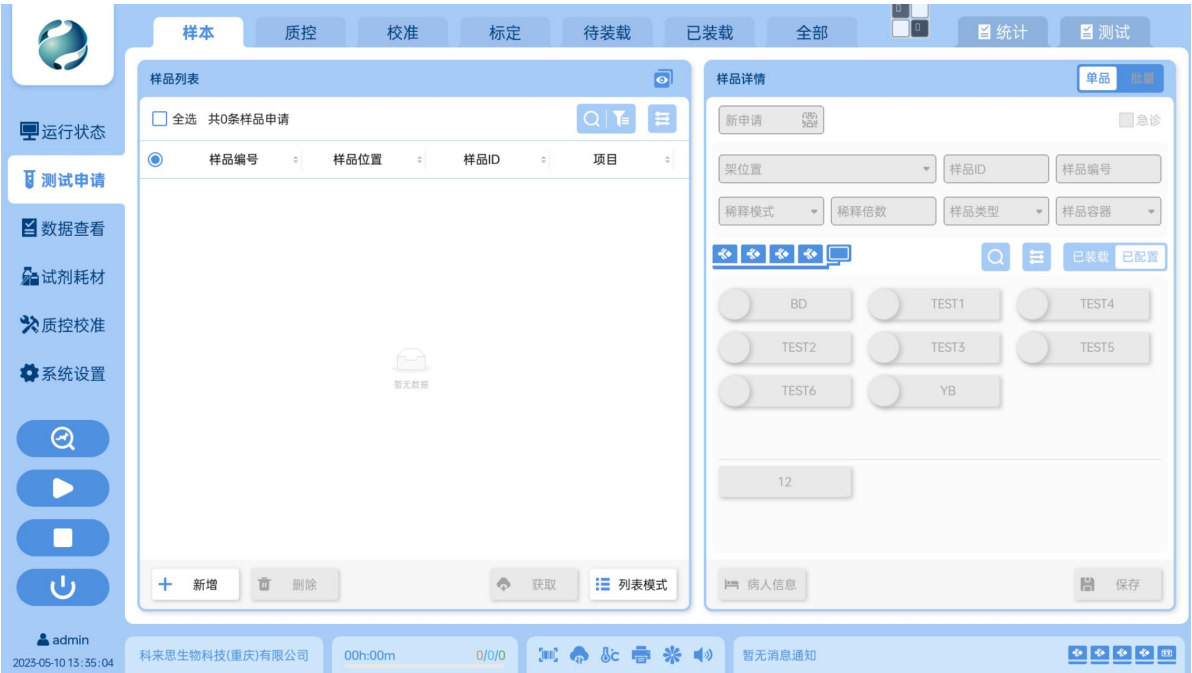 样本 质控 校准 标定 待装载 已装载 全部 统计 测试
样品列表
样品详情 单品 批量
全选 共0条样品申请
新申请 急诊
样品编号 样品位置 样品ID 项目
架位置 样品ID 样品编号
稀释模式 稀释倍数 样品类型 样品容器
已装载 已配置
BD TEST1 TEST4
TEST2 TEST3 TEST5
TEST6 YB
12
暂无数据
新增 删除 获取 列表模式
病人信息 保存
运行状态
测试申请
数据查看
试剂耗材
质控校准
系统设置
admin
2023-05-10 13:35:04
科来思生物科技(重庆)有限公司 00h:00m 0/0/0 °c 暂无消息通知